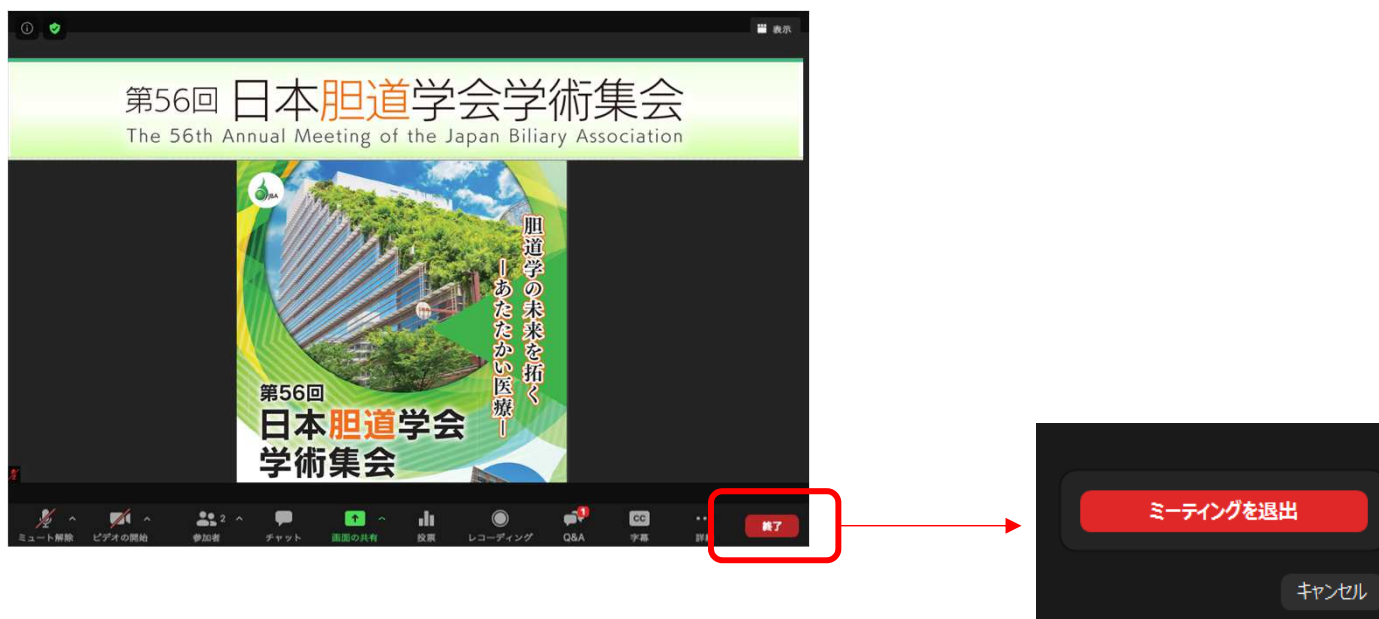 表示
第56回 日本胆道学会学術集会
The 56th Annual Meeting of the Japan Biliary Association
JBA
胆道学の未来を拓く
ーあたたかい医療ー
第56回
日本胆道学会
学術集会
ミュート解除 ビデオの開始 2 参加者 チャット 画面の共有 投票 レコーディング 1 Q&A CC 字幕 終了
ミーティングを退出
キャンセル